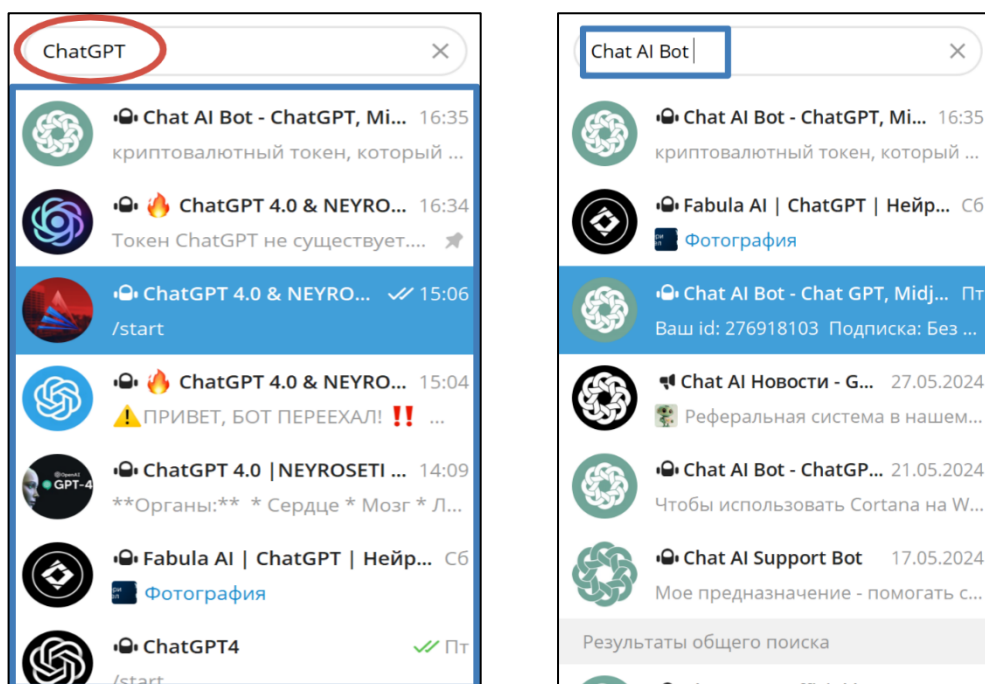 ChatGPT
Chat AI Bot - ChatGPT, Mi... 16:35
криптовалютный токен, который ...
ChatGPT 4.0 & NEYRO... 16:34
Токен ChatGPT не существует....
ChatGPT 4.0 & NEYRO... 15:06
/start
ChatGPT 4.0 & NEYRO... 15:04
ПРИВЕТ, БОТ ПЕРЕЕХАЛ! ‼ ...
GPT-4
ChatGPT 4.0 |NEYROSETI ... 14:09
**Органы:** * Сердце * Мозг * Л...
Fabula AI | ChatGPT | Нейр... Сб
Фотография
ChatGPT4 Пт
/start
Chat AI Bot
Chat AI Bot - ChatGPT, Mi... 16:35
криптовалютный токен, который ...
Fabula AI | ChatGPT | Нейр... Сб
Фотография
Chat AI Bot - Chat GPT, Midj... Пт
Ваш id: 276918103 Подписка: Без ...
Chat AI Новости - G... 27.05.2024
Реферальная система в нашем...
Chat AI Bot - ChatGP... 21.05.2024
Чтобы использовать Cortana на W...
Chat AI Support Bot 17.05.2024
Мое предназначение - помогать с...
Результаты общего поиска